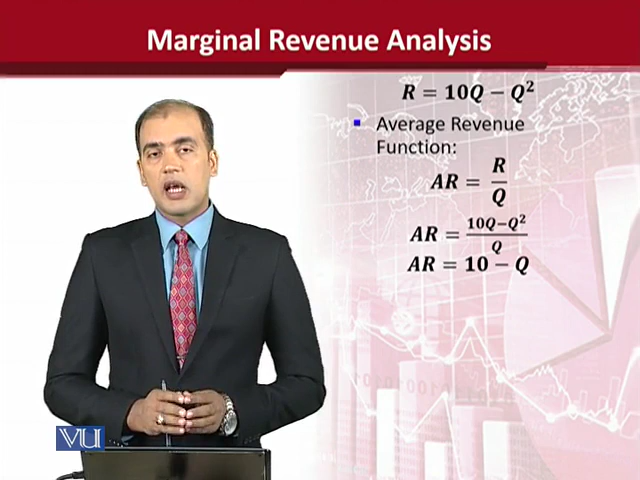 Marginal Revenue Analysis
R = 10Q − Q²
Average Revenue
Function:
AR = R/Q
AR = 10Q−Q²/Q
AR = 10 − Q
VU